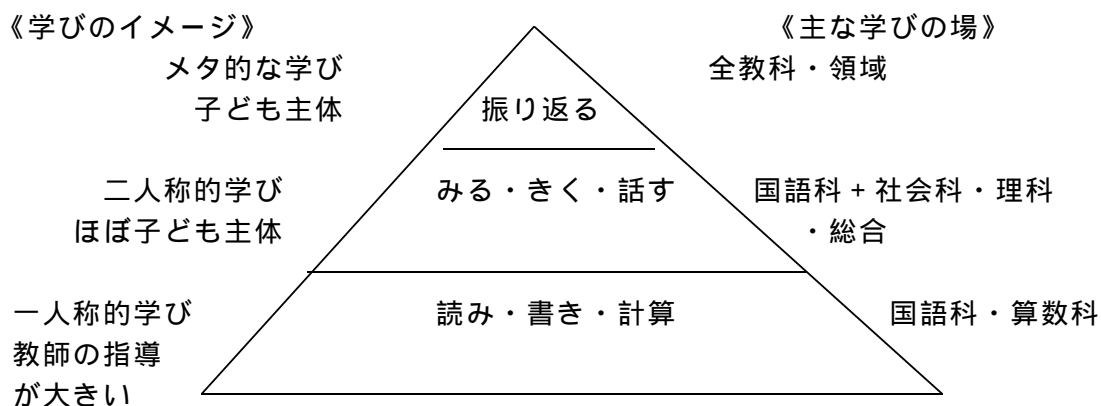 《学びのイメージ》 《主な学びの場》
メタ的な学び 全教科・領域
子ども主体 振り返る
二人称的学び みる・きく・話す 国語科+社会科・理科
ほぼ子ども主体 ・総合
一人称的学び 読み・書き・計算 国語科・算数科
教師の指導
が大きい